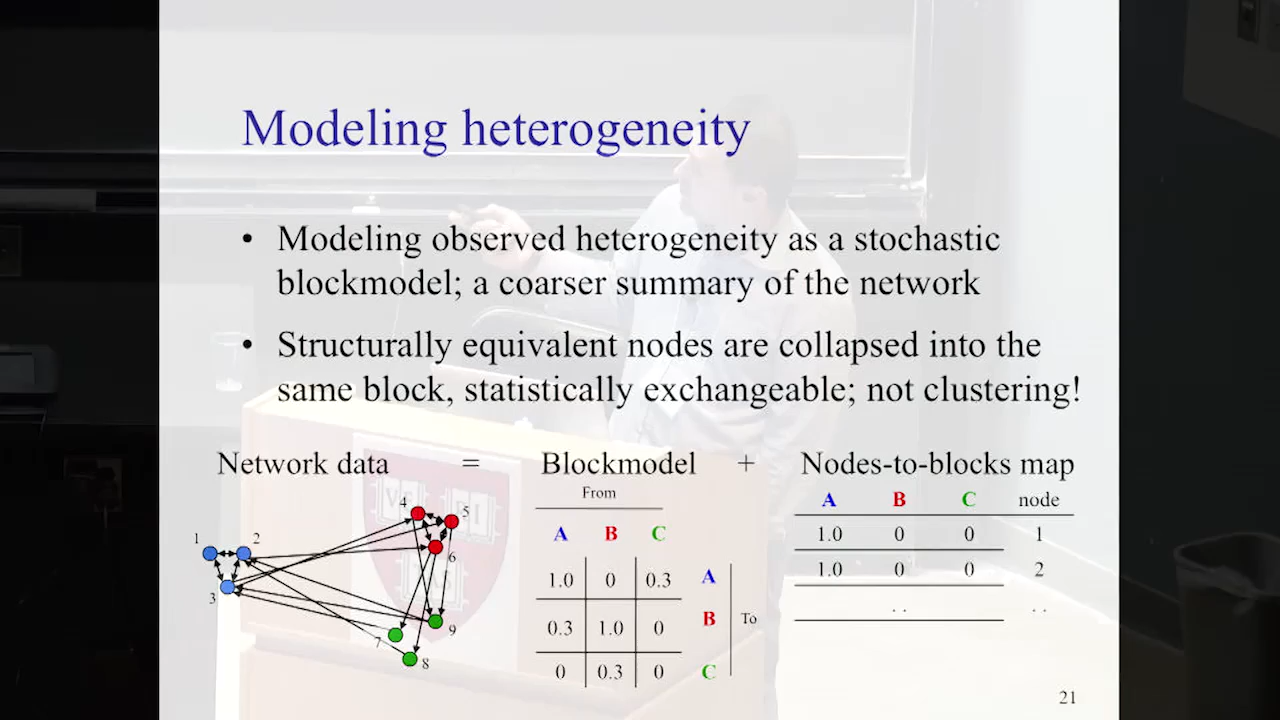 Modeling heterogeneity
• Modeling observed heterogeneity as a stochastic
blockmodel; a coarser summary of the network
• Structurally equivalent nodes are collapsed into the
same block, statistically exchangeable; not clustering!
Network data = Blockmodel + Nodes-to-blocks map
From
A B C
1.0 0 0.3 A
0.3 1.0 0 B
0 0.3 0 C
To
A B C node
1.0 0 0 1
1.0 0 0 2
. . . .
1 2 3 4 5 6 7 8 9
VE RI
TAS
21